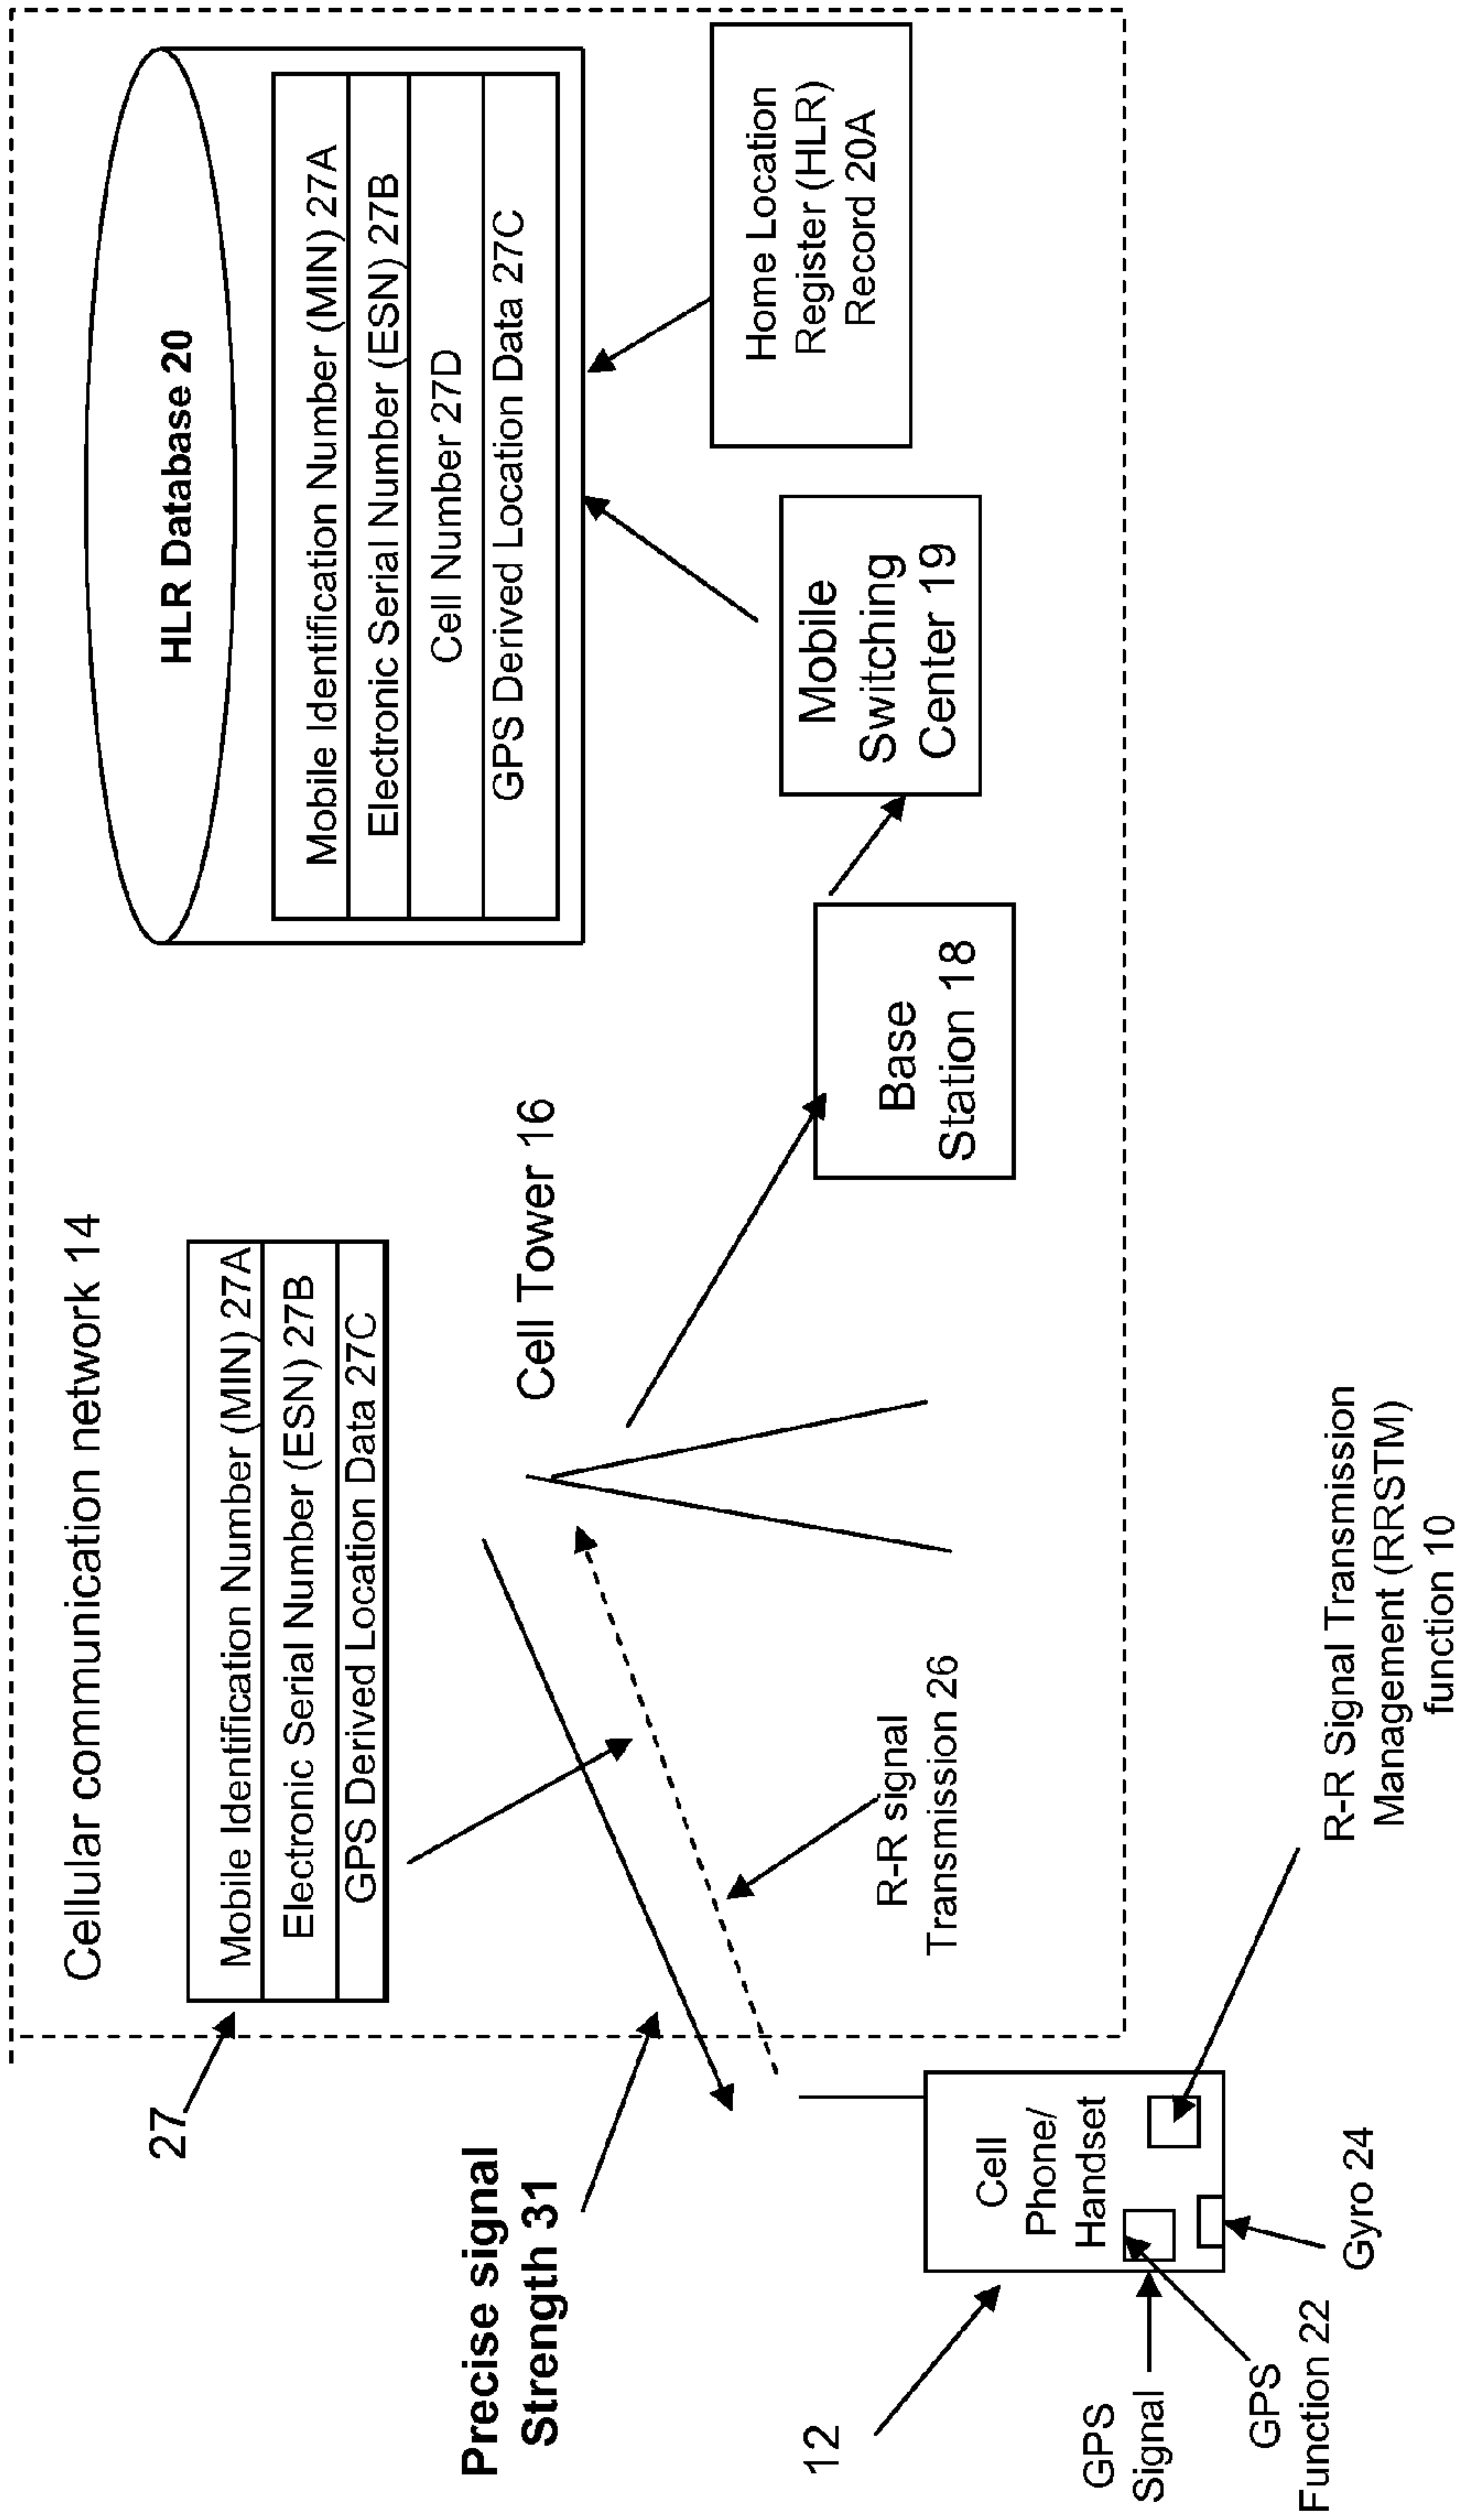 Cellular communication network 14
27
Mobile Identification Number (MIN) 27A
Electronic Serial Number (ESN) 27B
GPS Derived Location Data 27C
HLR Database 20
Mobile Identification Number (MIN) 27A
Electronic Serial Number (ESN) 27B
Cell Number 27D
GPS Derived Location Data 27C
Precise signal
Strength 31
Cell Tower 16
Home Location
Register (HLR)
Record 20A
Mobile
Switching
Center 19
Base
Station 18
R-R signal
Transmission 26
12
Cell
Phone/
Handset
GPS
Signal
GPS
Function 22
Gyro 24
R-R Signal Transmission
Management (RRSTM)
function 10